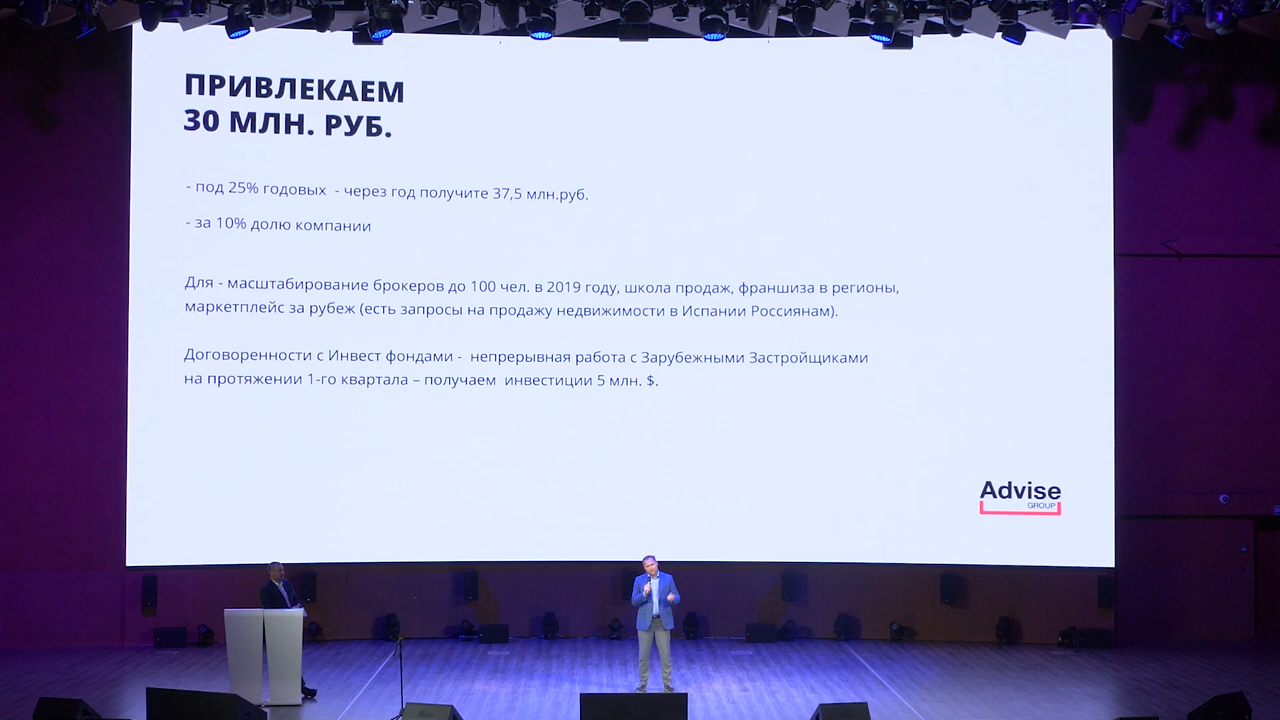 ПРИВЛЕКАЕМ
30 МЛН. РУБ.
- под 25% годовых - через год получите 37,5 млн.руб.
- за 10% долю компании
Для - масштабирование брокеров до 100 чел. в 2019 году, школа продаж, франшиза в регионы,
маркетплейс за рубеж (есть запросы на продажу недвижимости в Испании Россиянам).
Договоренности с Инвест фондами - непрерывная работа с Зарубежными Застройщиками
на протяжении 1-го квартала – получаем инвестиции 5 млн. $.
Advise
GROUP